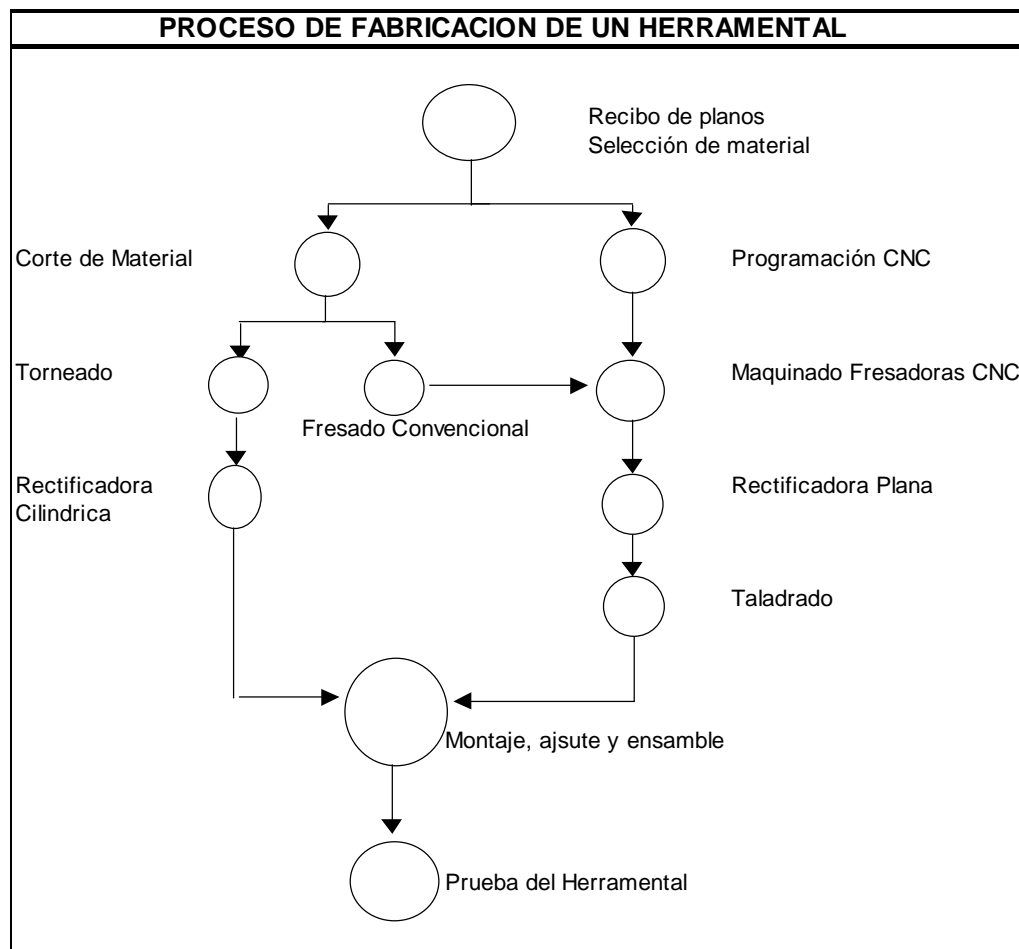 PROCESO DE FABRICACION DE UN HERRAMENTAL
Recibo de planos
Selección de material
Corte de Material
Programación CNC
Torneado
Maquinado Fresadoras CNC
Fresado Convencional
Rectificadora
Cilindrica
Rectificadora Plana
Taladrado
Montaje, ajsute y ensamble
Prueba del Herramental